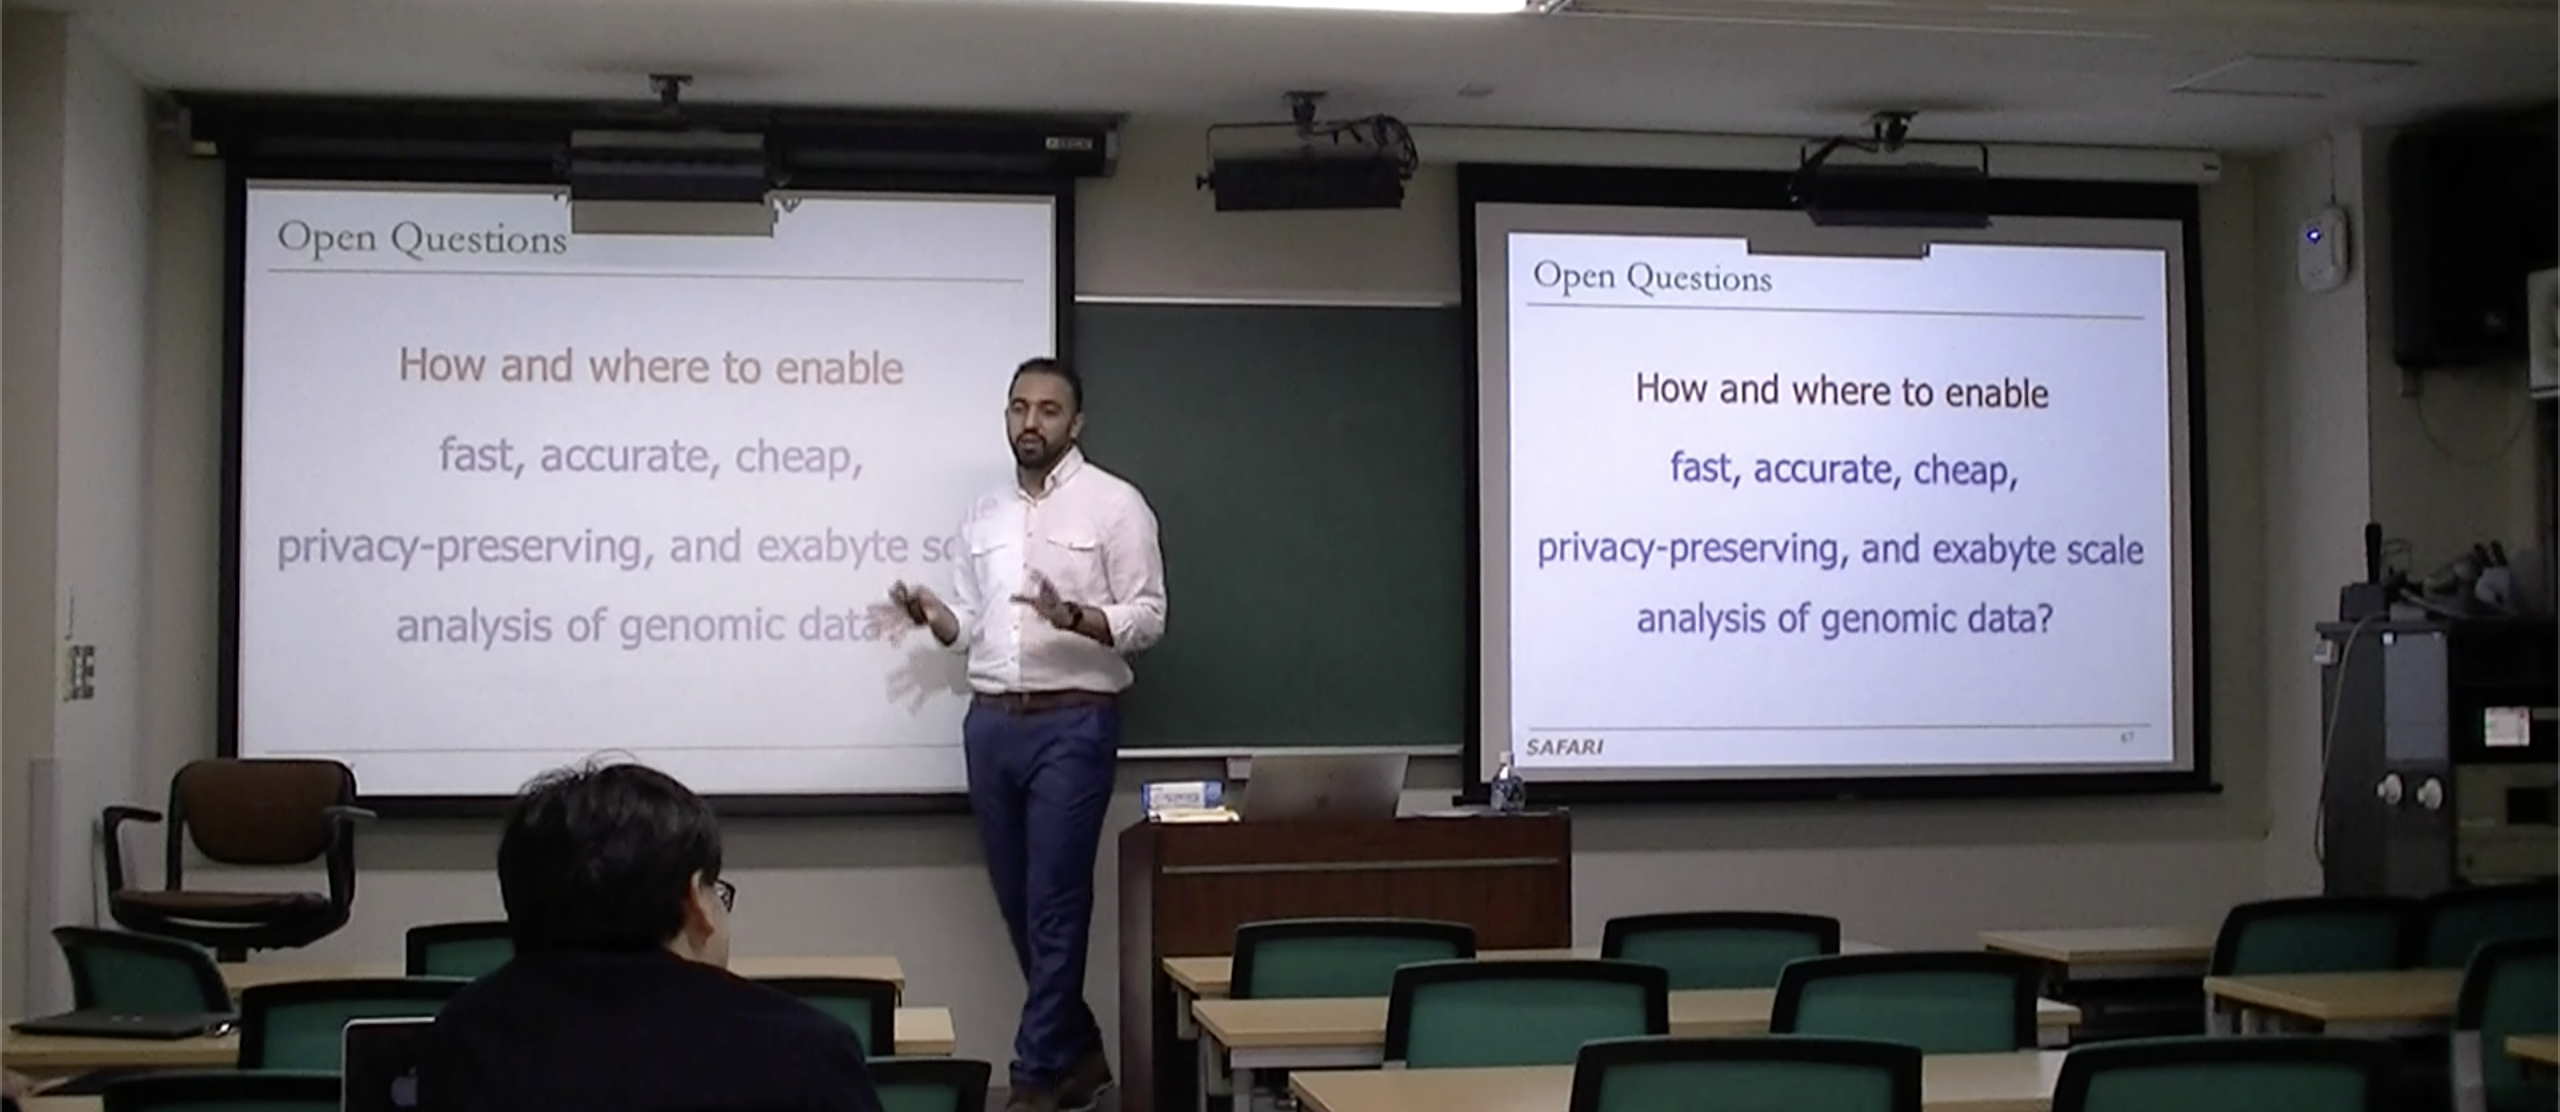 Open Questions
How and where to enable
fast, accurate, cheap,
privacy-preserving, and exabyte sc
analysis of genomic data?
Open Questions
How and where to enable
fast, accurate, cheap,
privacy-preserving, and exabyte scale
analysis of genomic data?
SAFARI
67